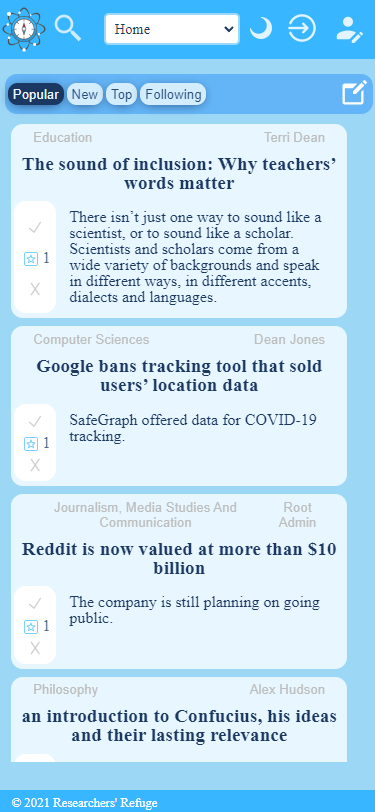 Home
Popular New Top Following
Education Terri Dean
The sound of inclusion: Why teachers’
words matter
There isn’t just one way to sound like a
scientist, or to sound like a scholar.
Scientists and scholars come from a
wide variety of backgrounds and speak
in different ways, in different accents,
dialects and languages.
1
X
Computer Sciences Dean Jones
Google bans tracking tool that sold
users’ location data
SafeGraph offered data for COVID-19
tracking.
1
X
Journalism, Media Studies And
Communication
Root
Admin
Reddit is now valued at more than $10
billion
The company is still planning on going
public.
1
X
Philosophy Alex Hudson
an introduction to Confucius, his ideas
and their lasting relevance
© 2021 Researchers' Refuge